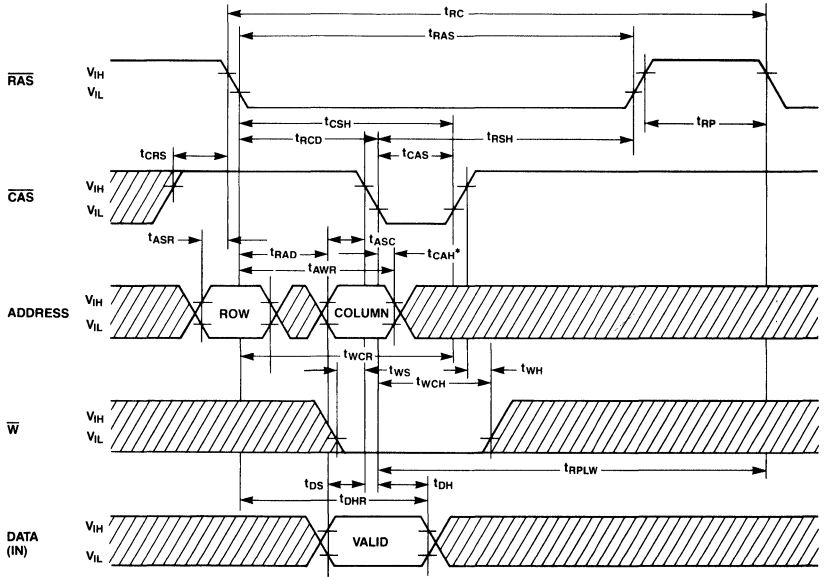 tRC
tRAS
RAS
VIH
VIL
tCSH
tRCD
tRSH
tRP
tCRS
tCAS
CAS
VIH
VIL
tASR
tRAD
tASC
tCAH*
tAWR
ADDRESS
VIH
VIL
ROW
COLUMN
tWCR
tWS
tWCH
tWH
W
VIH
VIL
tRPLW
tDS
tDH
tDHR
DATA
(IN)
VIH
VIL
VALID